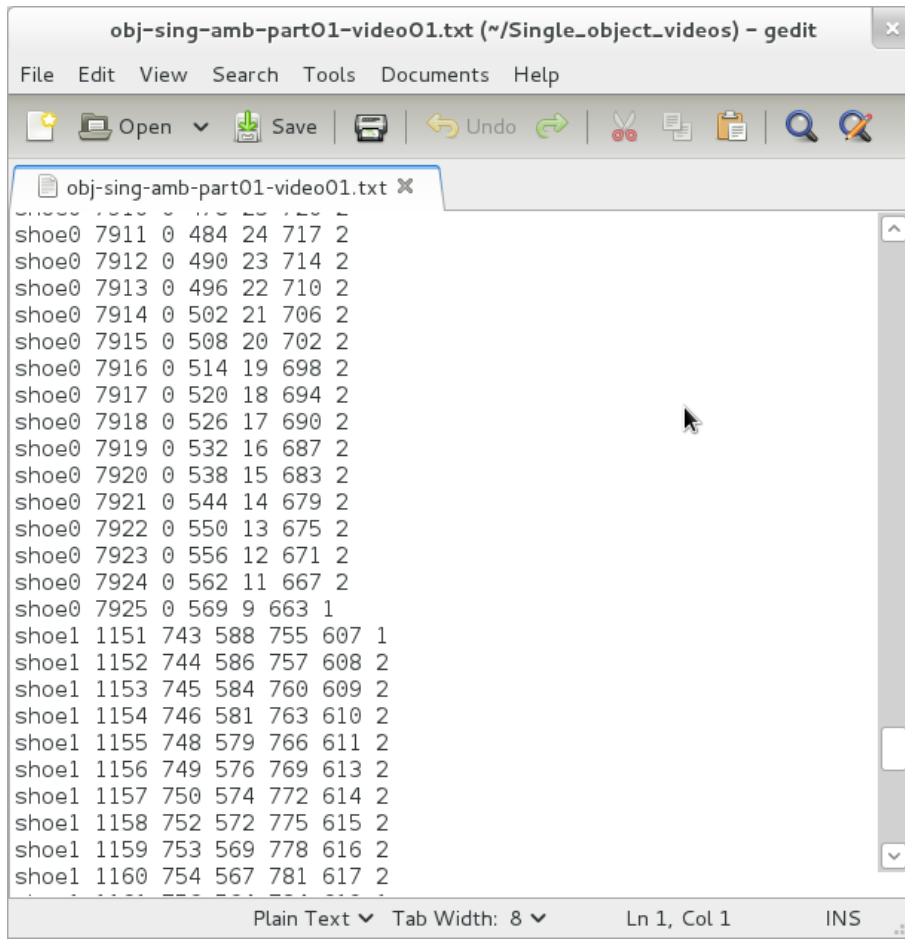 obj-sing-amb-part01-video01.txt (~/Single_object_videos) – gedit
File Edit View Search Tools Documents Help
Open Save Undo
obj-sing-amb-part01-video01.txt
shoe0 7911 0 484 24 717 2
shoe0 7912 0 490 23 714 2
shoe0 7913 0 496 22 710 2
shoe0 7914 0 502 21 706 2
shoe0 7915 0 508 20 702 2
shoe0 7916 0 514 19 698 2
shoe0 7917 0 520 18 694 2
shoe0 7918 0 526 17 690 2
shoe0 7919 0 532 16 687 2
shoe0 7920 0 538 15 683 2
shoe0 7921 0 544 14 679 2
shoe0 7922 0 550 13 675 2
shoe0 7923 0 556 12 671 2
shoe0 7924 0 562 11 667 2
shoe0 7925 0 569 9 663 1
shoe1 1151 743 588 755 607 1
shoe1 1152 744 586 757 608 2
shoe1 1153 745 584 760 609 2
shoe1 1154 746 581 763 610 2
shoe1 1155 748 579 766 611 2
shoe1 1156 749 576 769 613 2
shoe1 1157 750 574 772 614 2
shoe1 1158 752 572 775 615 2
shoe1 1159 753 569 778 616 2
shoe1 1160 754 567 781 617 2
Plain Text Tab Width: 8 Ln 1, Col 1 INS